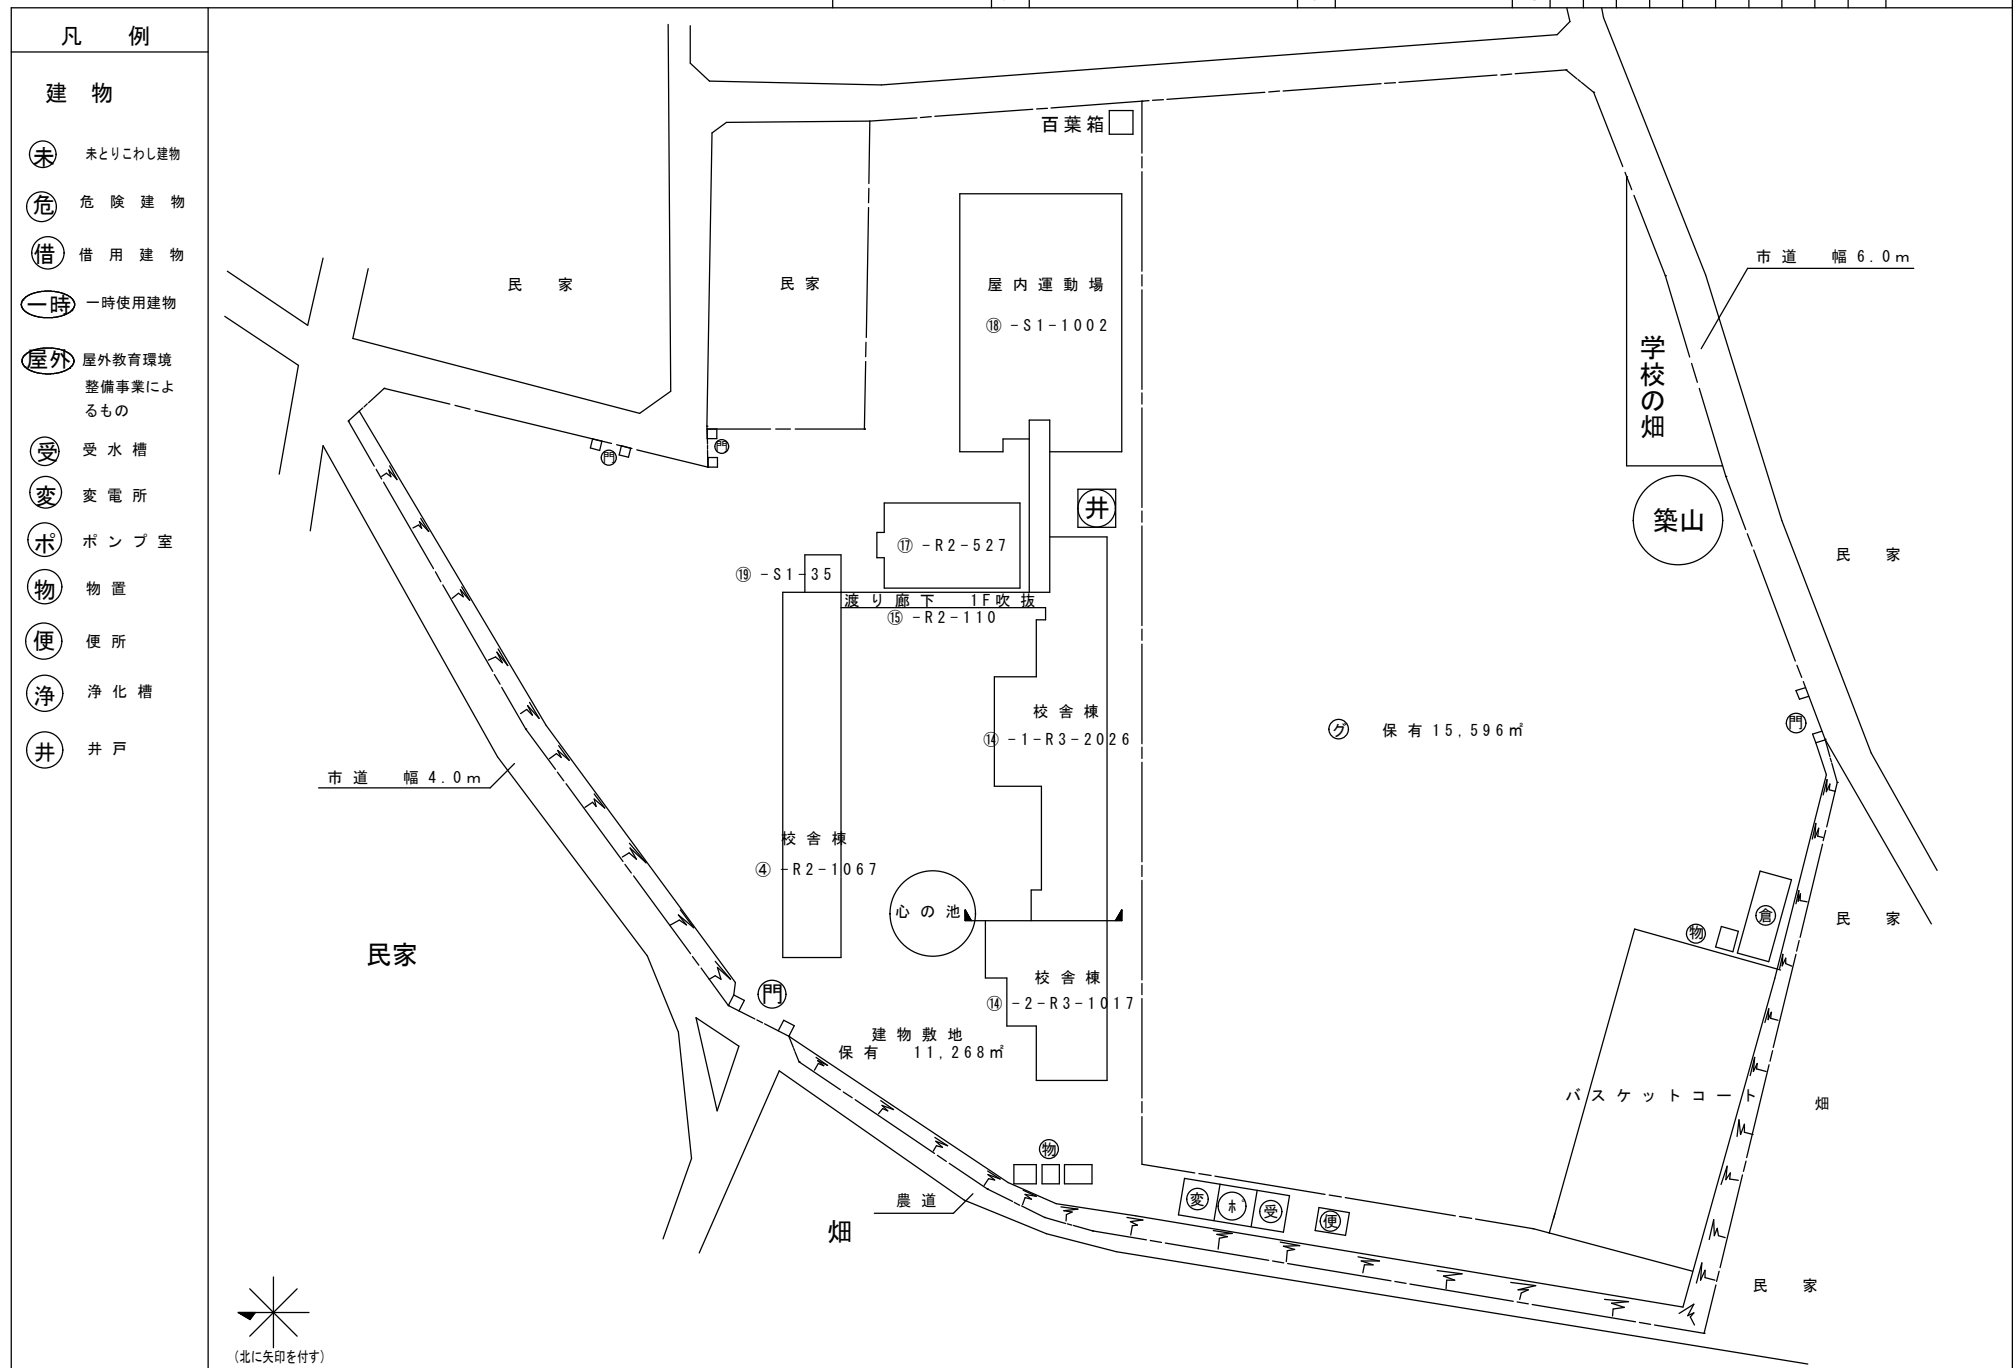 凡 例
建 物
未 未とりこわし建物
危 危 険 建 物
借 借 用 建 物
一時 一時使用建物
屋外 屋外教育環境
整備事業によ
るもの
受 受 水 槽
変 変 電 所
ポ ポ ン プ 室
物 物 置
便 便 所
浄 浄 化 槽
井 井 戸
百葉箱
民 家
民 家
屋 内 運 動 場
⑱ -S1-1002
市 道 幅 6.0m
学校の畑
門
門
井
築山
⑰ -R2-527
民 家
⑲ -S1-35
渡 り 廊 下 1F吹 抜
⑮ -R2-110
校 舎 棟
⑭ -1-R3-2026
グ 保 有 15,596㎡
門
市 道 幅 4.0m
校 舎 棟
④ -R2-1067
心 の 池
倉
物
民 家
民家
校 舎 棟
⑭ -2-R3-1017
門
建 物 敷 地
保 有 11,268㎡
バ ス ケ ッ ト コ ー ト
畑
物
農 道
変
ポ
受
便
畑
民 家
(北に矢印を付す)